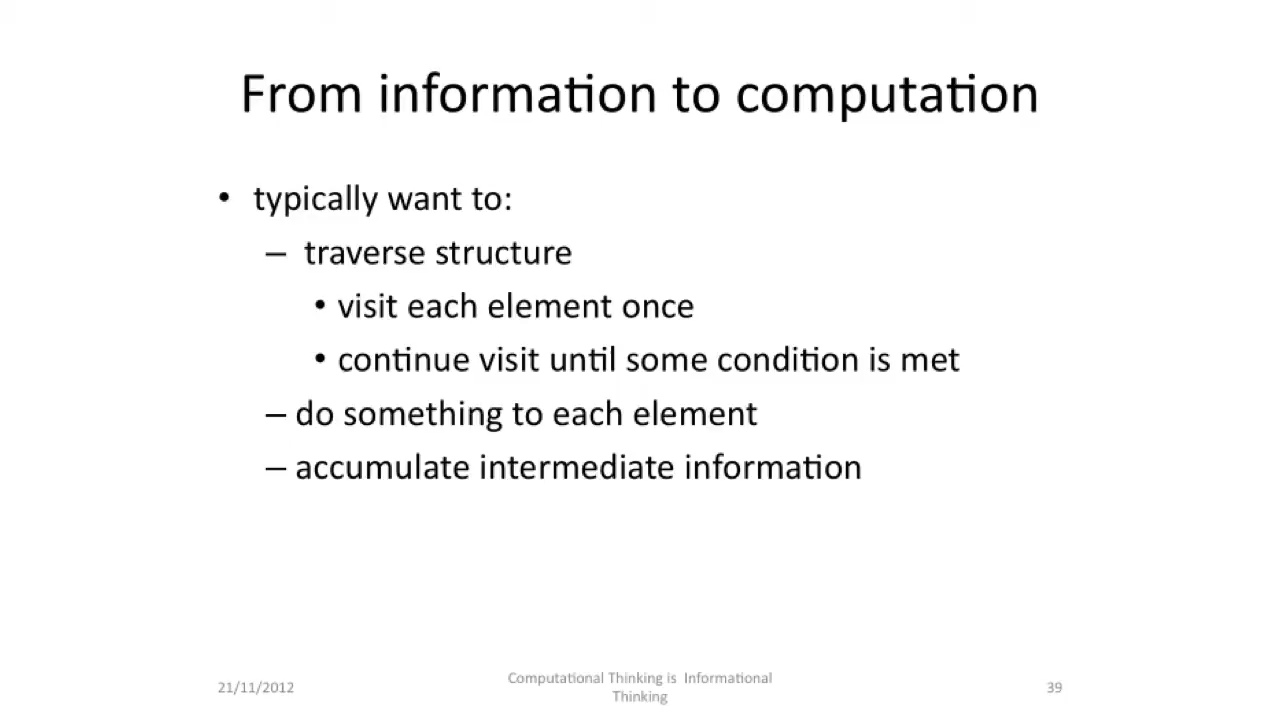 From information to computation
• typically want to:
– traverse structure
• visit each element once
• continue visit until some condition is met
– do something to each element
– accumulate intermediate information
21/11/2012
Computational Thinking is Informational
Thinking
39